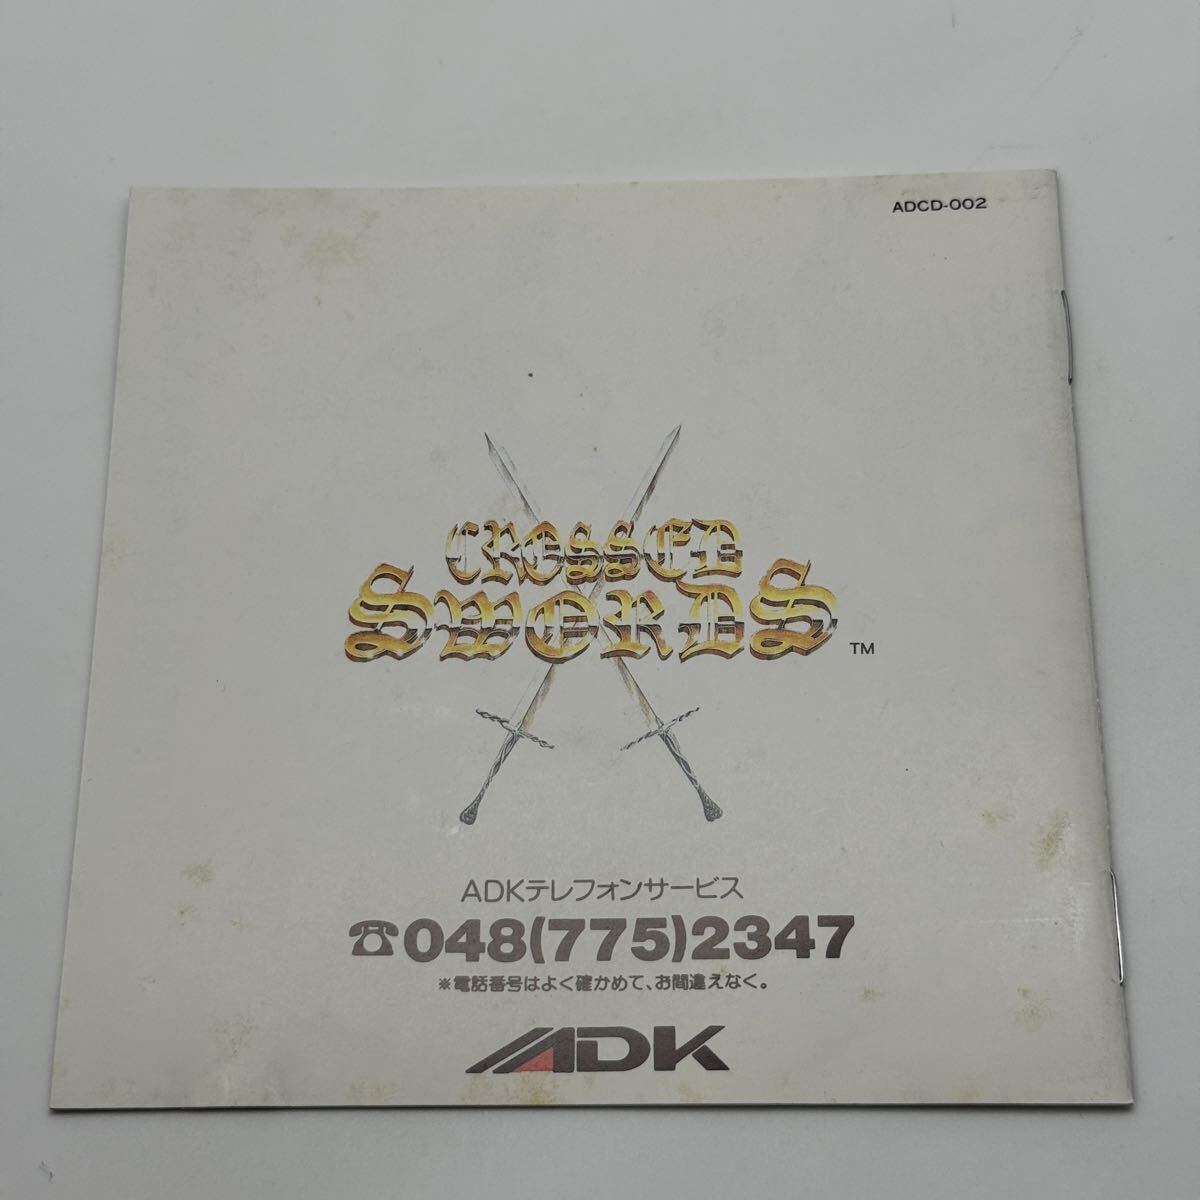 ADCD-002
CROSSED
SWORDS TM
ADKテレフォンサービス
☎048(775)2347
※電話番号はよく確かめて、お間違えなく。
ADK